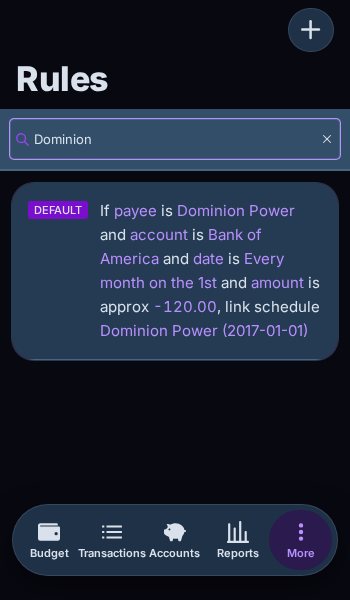 Rules
Dominion
DEFAULT
If payee is Dominion Power
and account is Bank of
America and date is Every
month on the 1st and amount is
approx -120.00, link schedule
Dominion Power (2017-01-01)
Budget
Transactions
Accounts
Reports
More